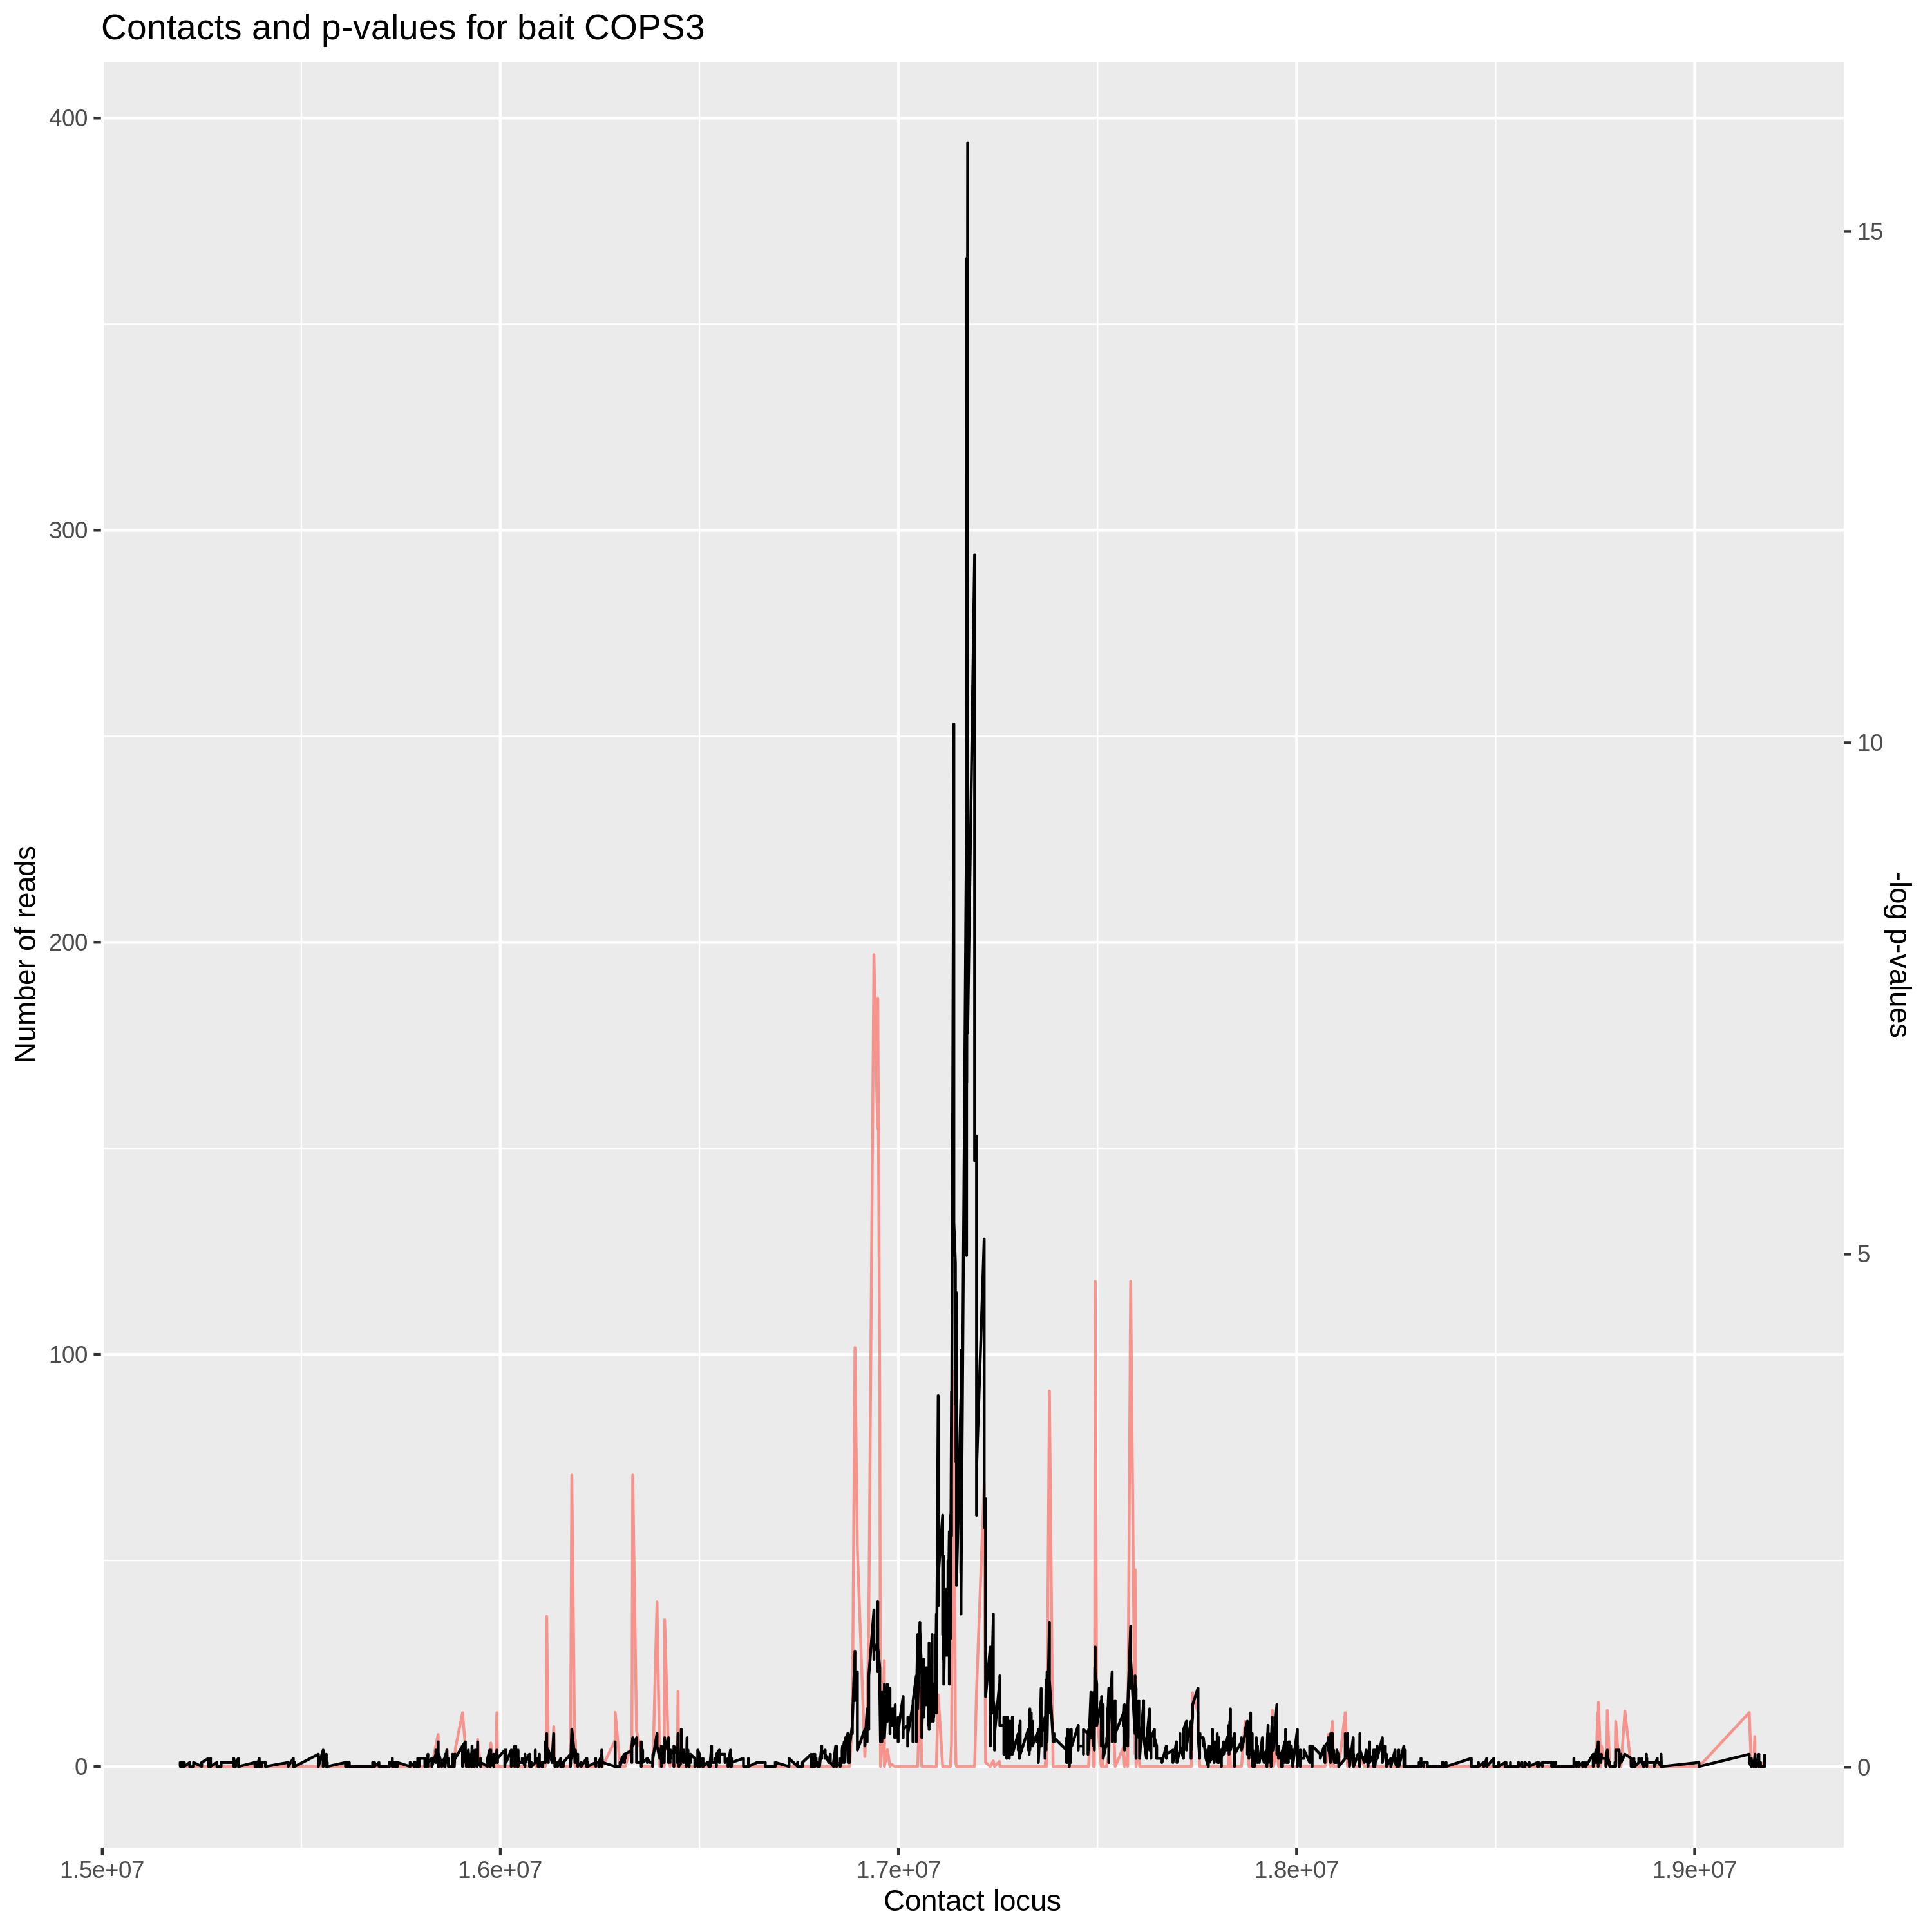 Contacts and p-values for bait COPS3
400
300
200
100
0
Number of reads
15
10
5
0
-log p-values
1.5e+07
1.6e+07
1.7e+07
1.8e+07
1.9e+07
Contact locus